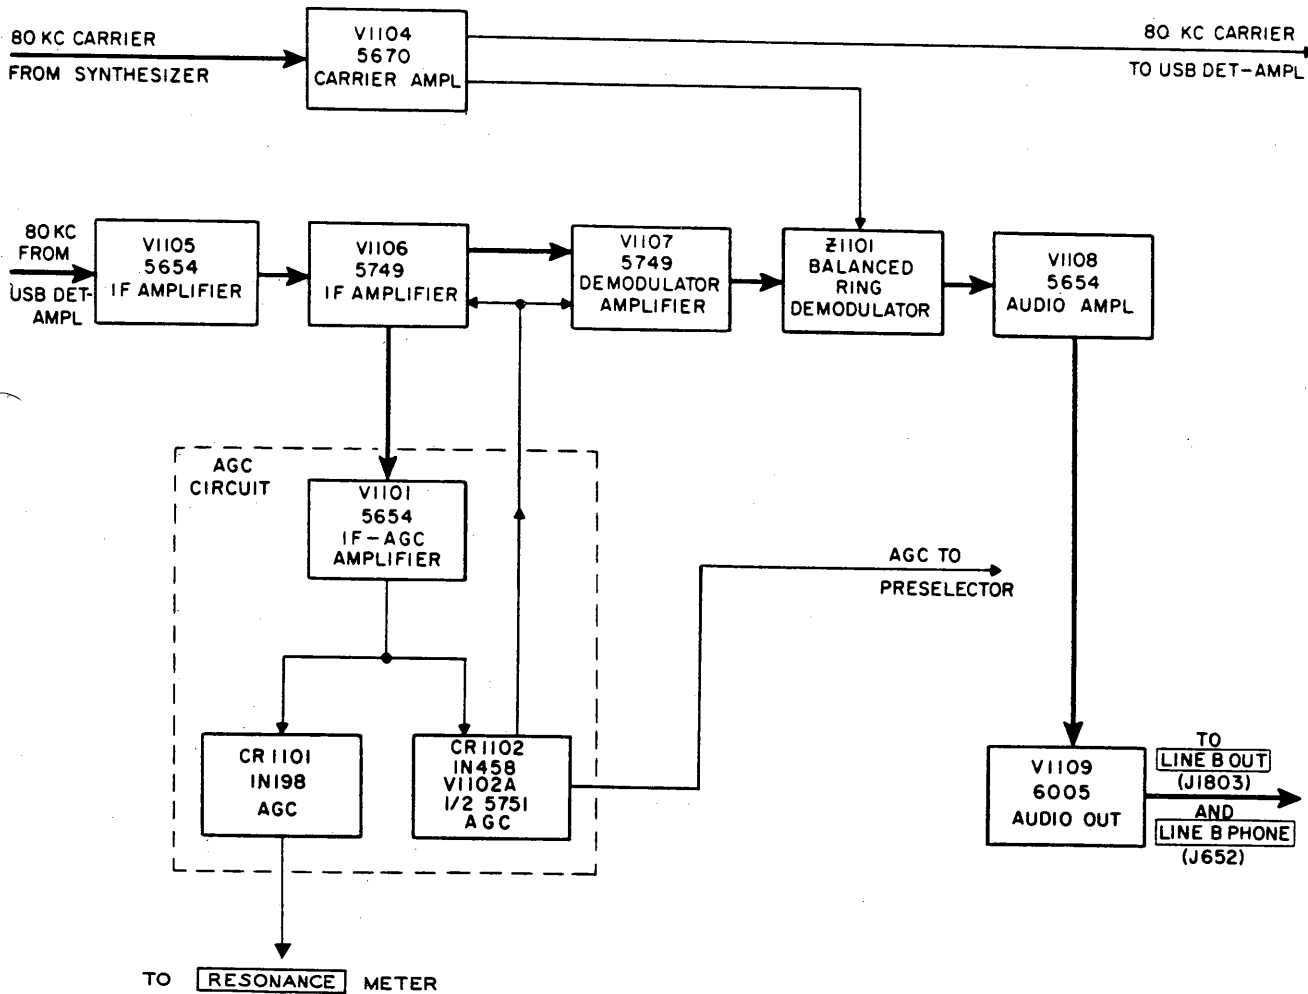 80 KC CARRIER
FROM SYNTHESIZER
V1104
5670
CARRIER AMPL
80 KC CARRIER
TO USB DET-AMPL
80 KC
FROM
USB DET-
AMPL
V1105
5654
IF AMPLIFIER
V1106
5749
IF AMPLIFIER
V1107
5749
DEMODULATOR
AMPLIFIER
Z1101
BALANCED
RING
DEMODULATOR
V1108
5654
AUDIO AMPL
AGC
CIRCUIT
V1101
5654
IF-AGC
AMPLIFIER
AGC TO
PRESELECTOR
CR1101
IN198
AGC
CR1102
IN458
V1102A
1/2 5751
AGC
V1109
6005
AUDIO OUT
TO
LINE B OUT
(J1803)
AND
LINE B PHONE
(J652)
TO RESONANCE METER